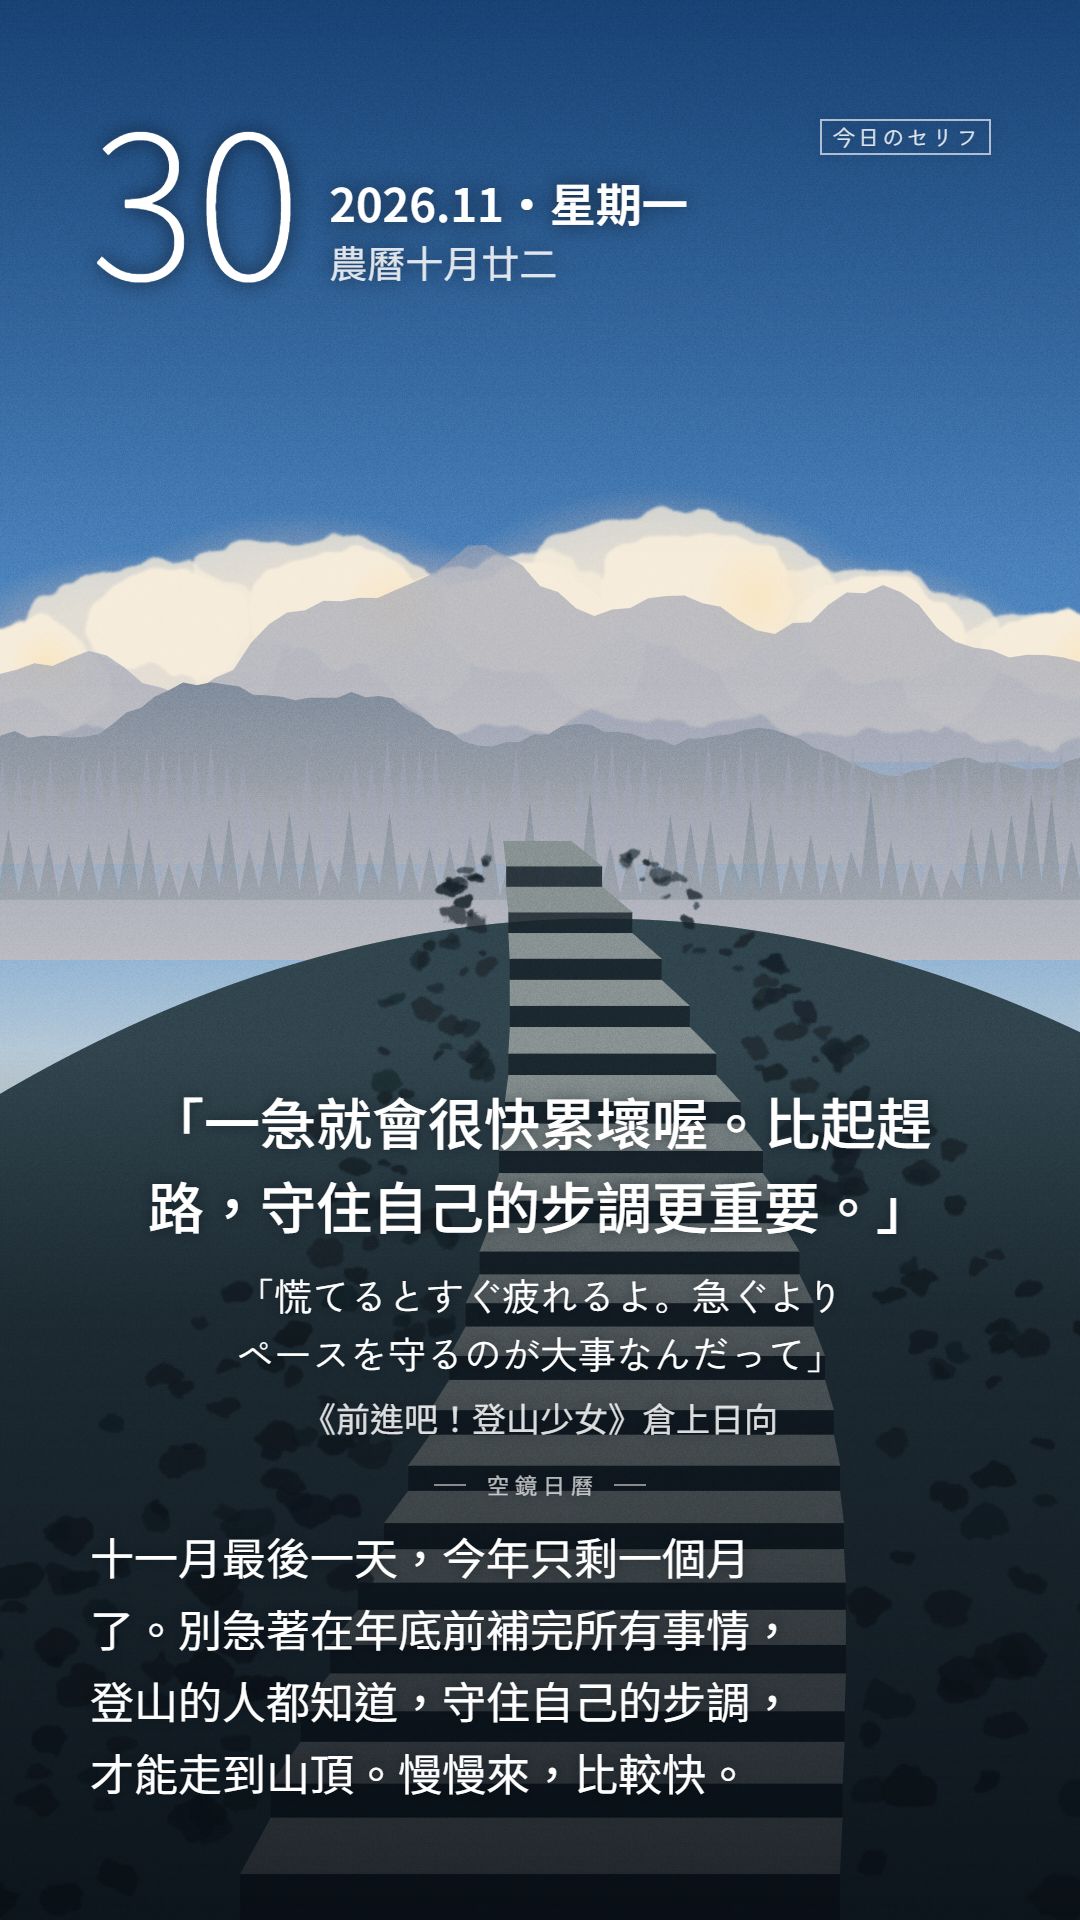 30
2026.11・星期一
農曆十月廿二
今日のセリフ
「一急就會很快累壞喔。比起趕
路，守住自己的步調更重要。」
「慌てるとすぐ疲れるよ。急ぐより
ペースを守るのが大事なんだって」
《前進吧！登山少女》倉上日向
空鏡日曆
十一月最後一天，今年只剩一個月
了。別急著在年底前補完所有事情，
登山的人都知道，守住自己的步調，
才能走到山頂。慢慢來，比較快。